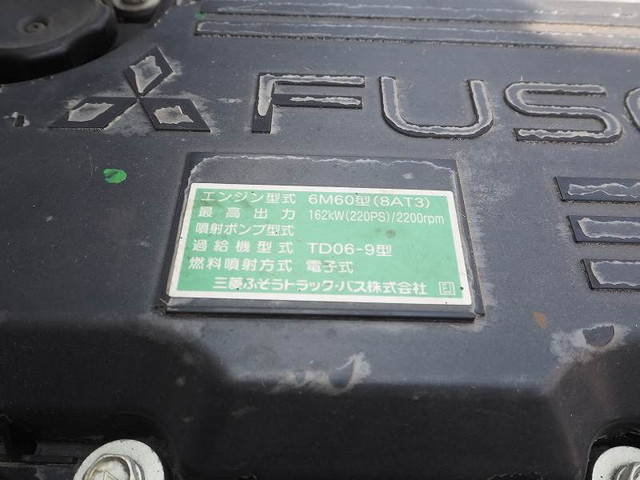 FUSO
エンジン型式 6M60型(8AT3)
最高出力 162kW(220PS)/2200rpm
噴射ポンプ型式
過給機型式 TD06-9型
燃料噴射方式 電子式
三菱ふそうトラック・バス株式会社